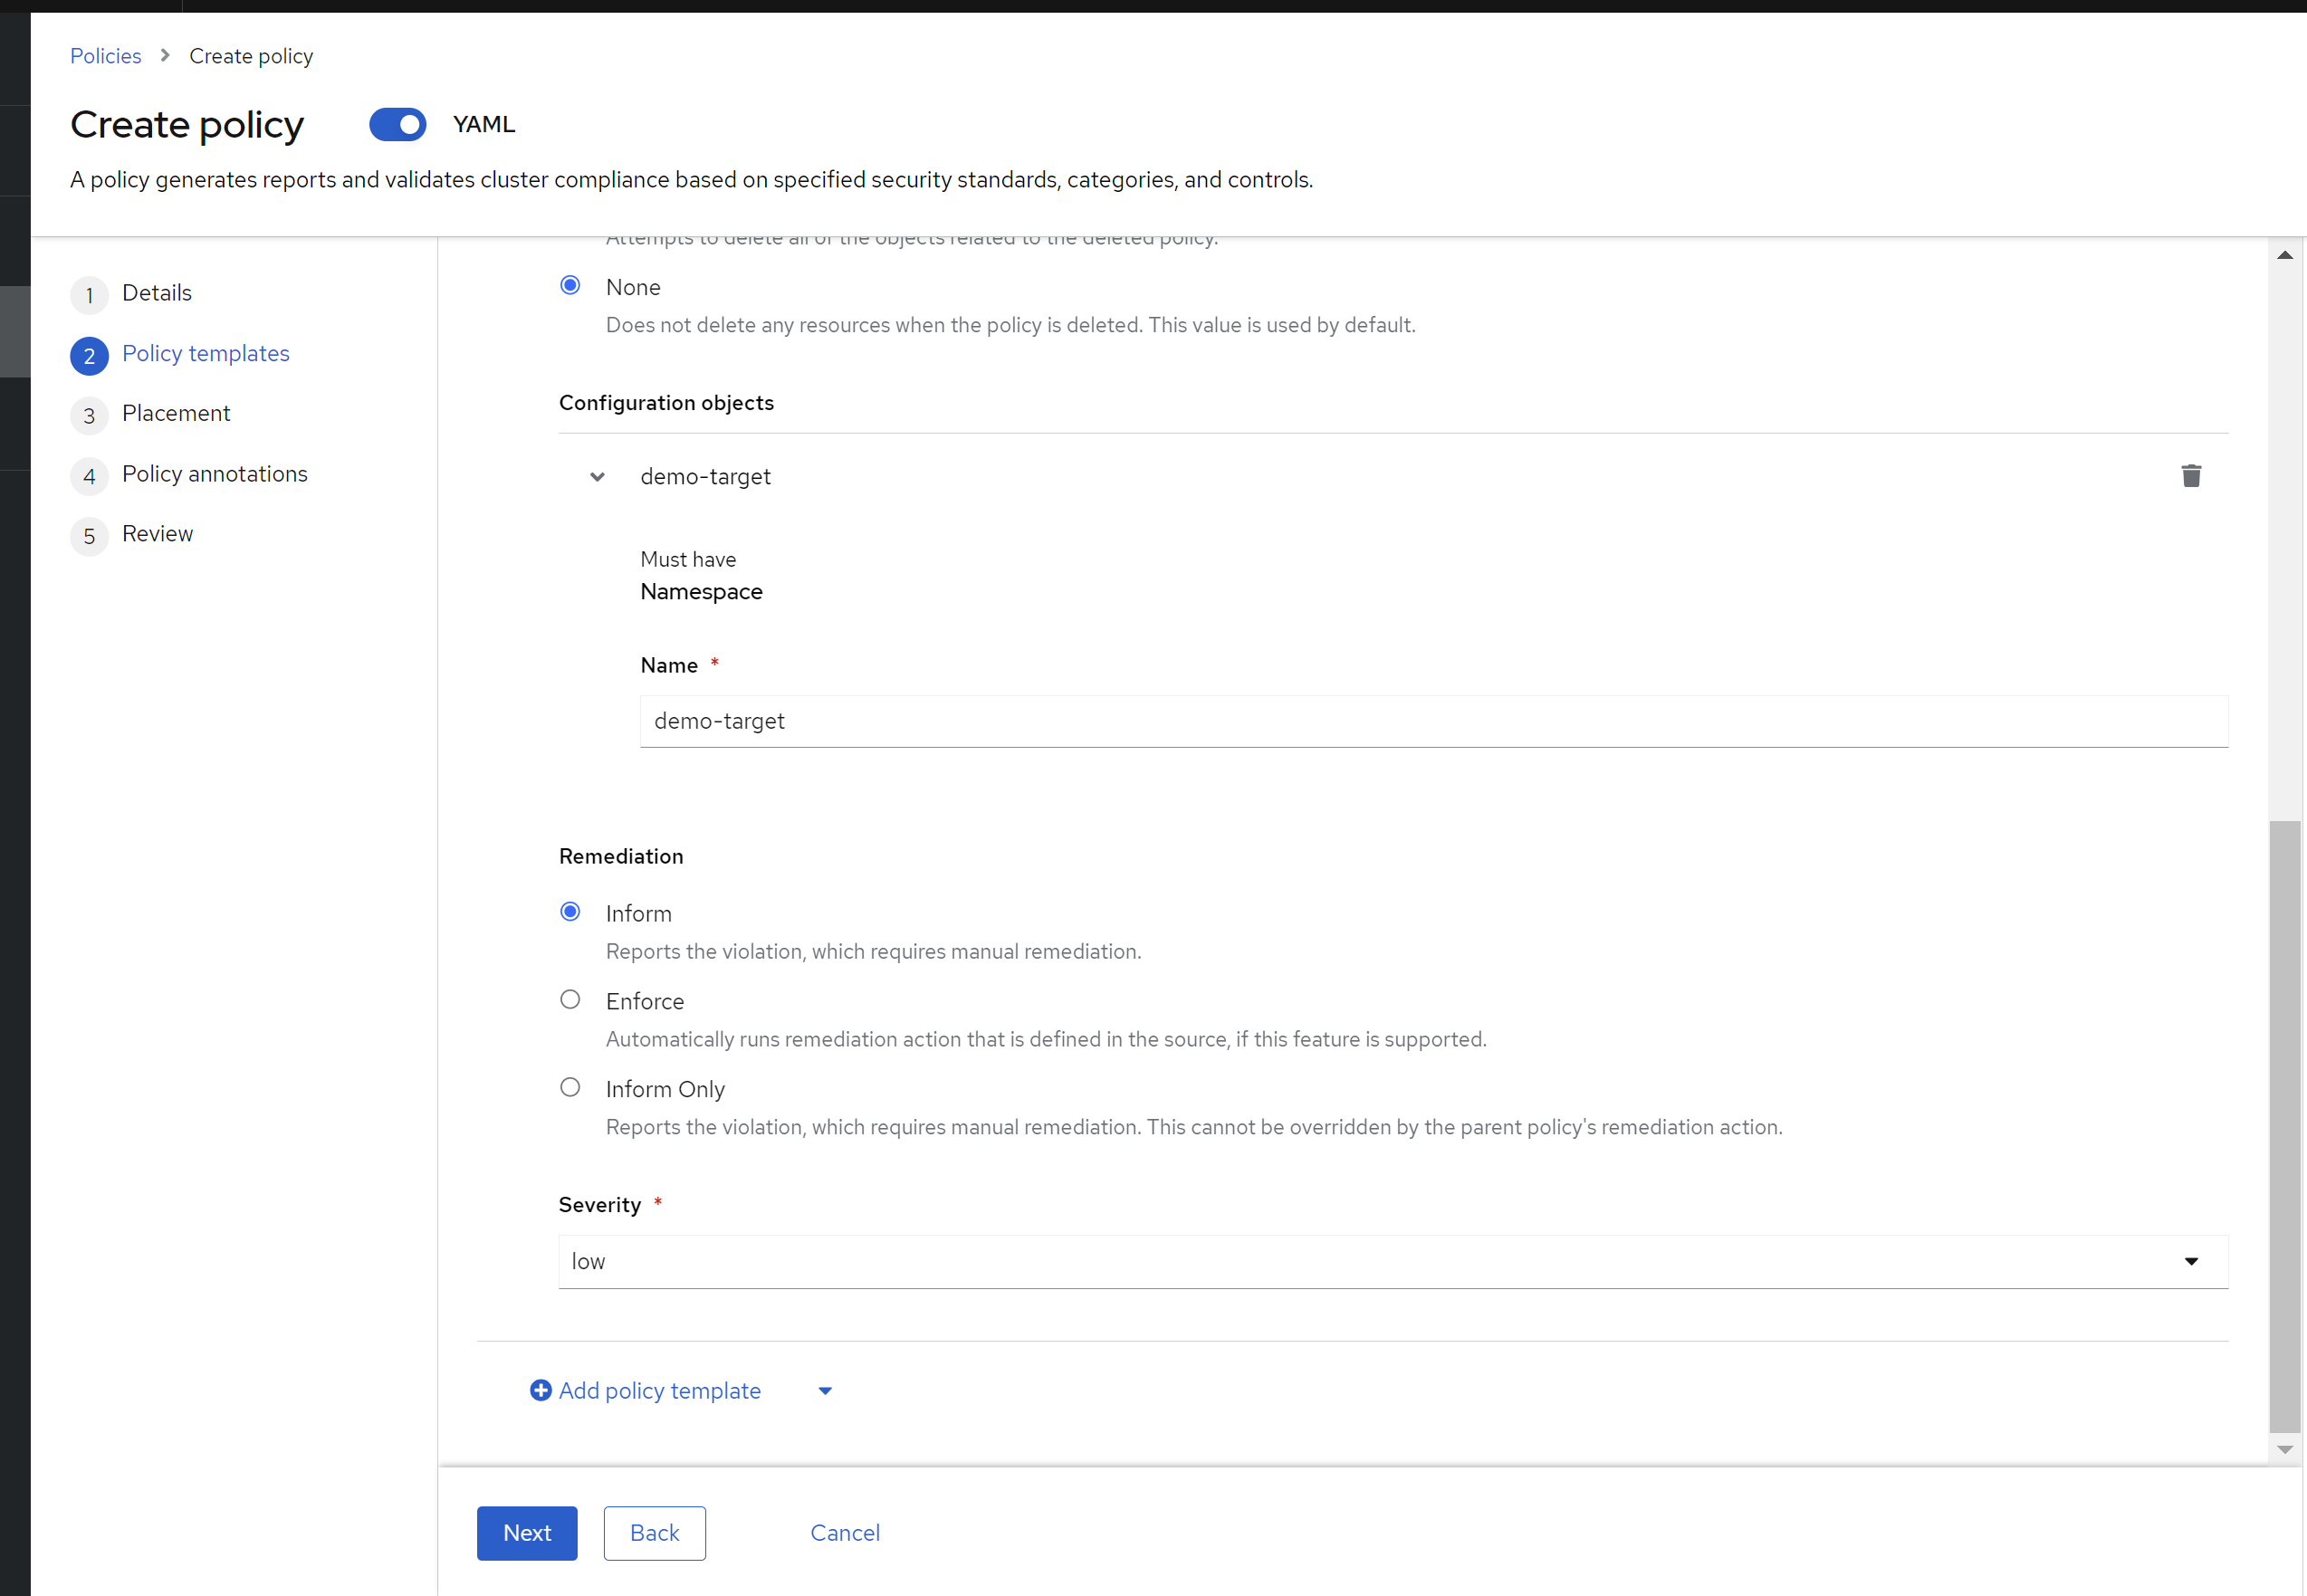 Policies > Create policy
Create policy YAML
A policy generates reports and validates cluster compliance based on specified security standards, categories, and controls.
1 Details
2 Policy templates
3 Placement
4 Policy annotations
5 Review
Attempts to delete all of the objects related to the deleted policy.
None
Does not delete any resources when the policy is deleted. This value is used by default.
Configuration objects
demo-target
Must have
Namespace
Name *
demo-target
Remediation
Inform
Reports the violation, which requires manual remediation.
Enforce
Automatically runs remediation action that is defined in the source, if this feature is supported.
Inform Only
Reports the violation, which requires manual remediation. This cannot be overridden by the parent policy's remediation action.
Severity *
low
Add policy template
Next Back Cancel